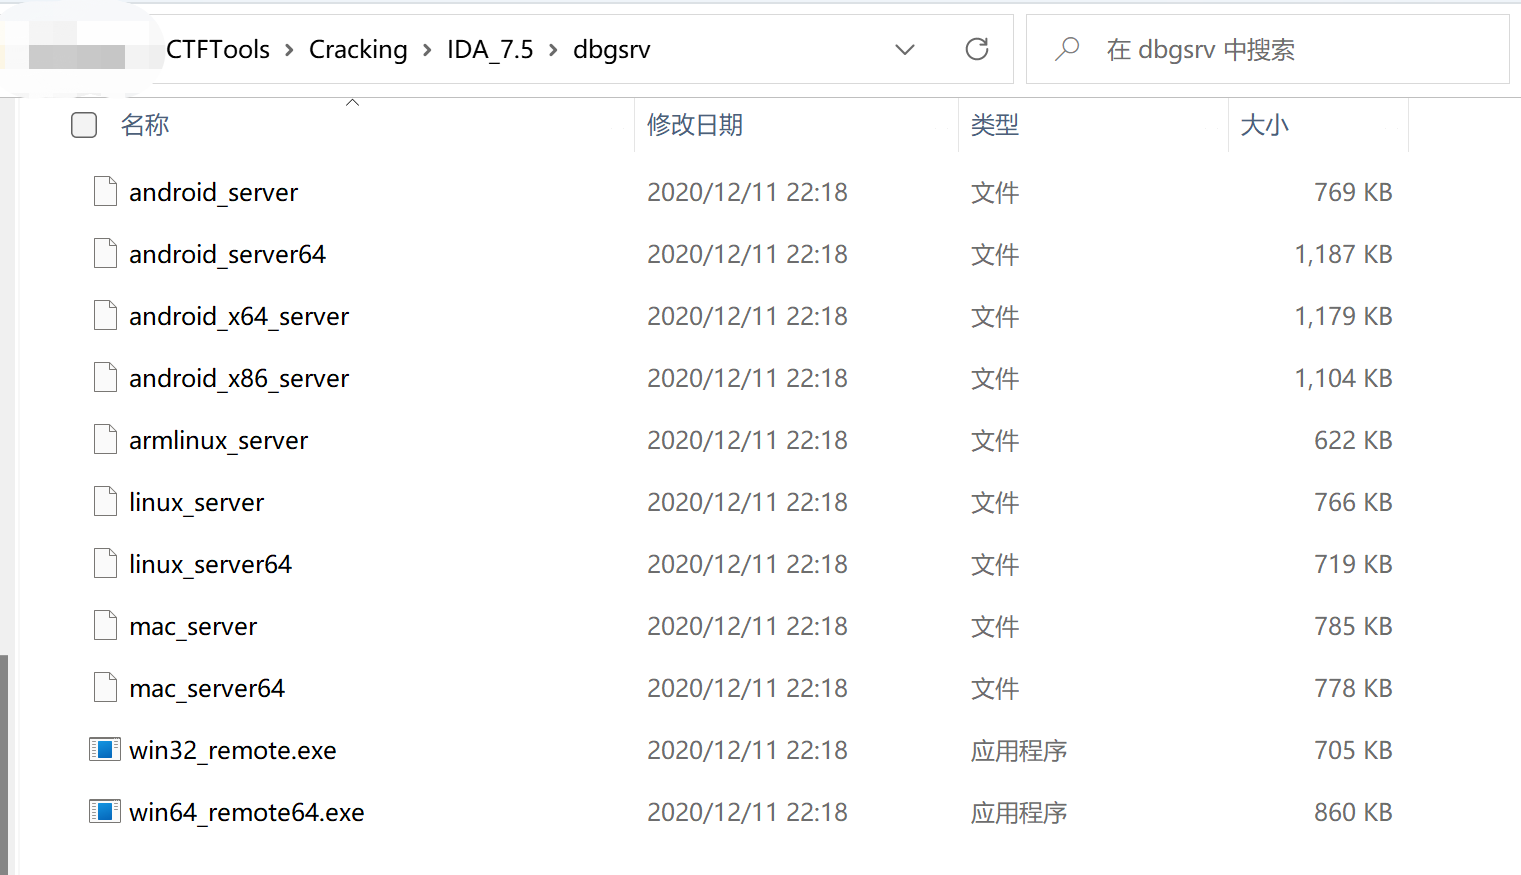 CTFTools > Cracking > IDA_7.5 > dbgsrv 在 dbgsrv 中搜索
名称 修改日期 类型 大小
android_server 2020/12/11 22:18 文件 769 KB
android_server64 2020/12/11 22:18 文件 1,187 KB
android_x64_server 2020/12/11 22:18 文件 1,179 KB
android_x86_server 2020/12/11 22:18 文件 1,104 KB
armlinux_server 2020/12/11 22:18 文件 622 KB
linux_server 2020/12/11 22:18 文件 766 KB
linux_server64 2020/12/11 22:18 文件 719 KB
mac_server 2020/12/11 22:18 文件 785 KB
mac_server64 2020/12/11 22:18 文件 778 KB
win32_remote.exe 2020/12/11 22:18 应用程序 705 KB
win64_remote64.exe 2020/12/11 22:18 应用程序 860 KB